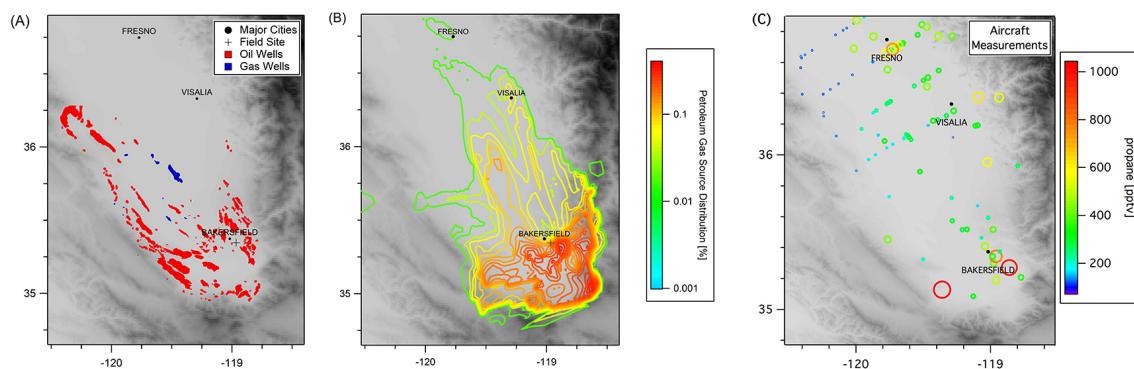 (A)
FRESNO
VISALIA
BAKERSFIELD
Major Cities
Field Site
Oil Wells
Gas Wells
36
35
-120
-119
(B)
FRESNO
VISALIA
BAKERSFIELD
36
35
-120
-119
0.1
0.01
0.001
Petroleum Gas Source Distribution [%]
(C)
Aircraft
Measurements
FRESNO
VISALIA
BAKERSFIELD
36
35
-120
-119
1000
800
600
400
200
propane [pptv]